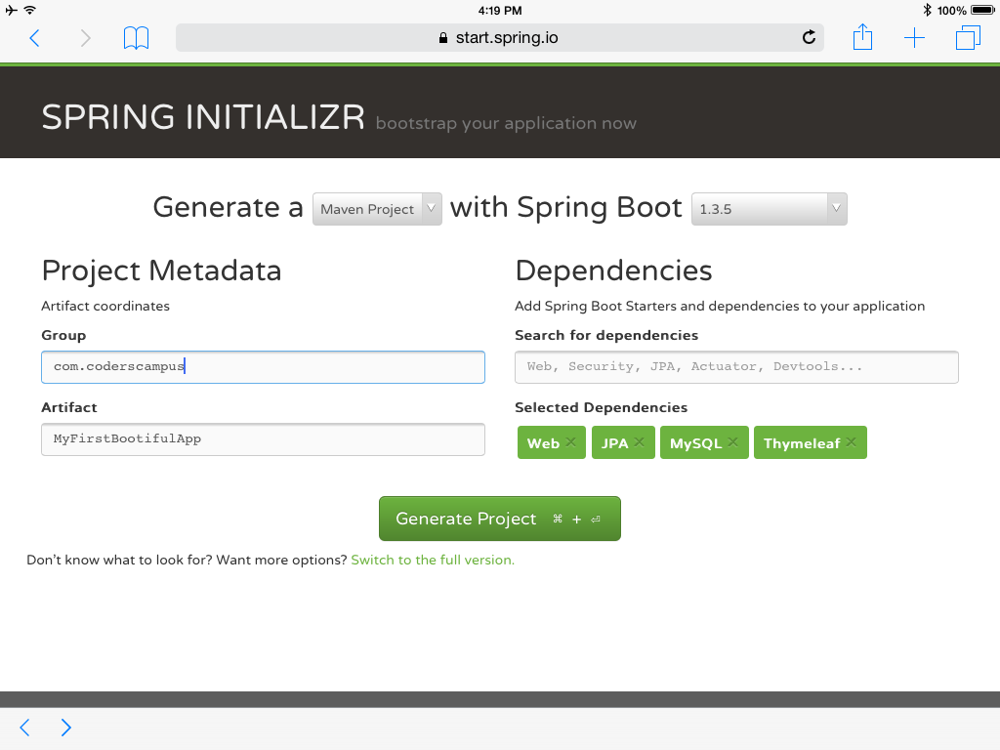 4:19 PM 100%
start.spring.io
SPRING INITIALIZR bootstrap your application now
Generate a Maven Project with Spring Boot 1.3.5
Project Metadata
Artifact coordinates
Group
com.coderscampus
Artifact
MyFirstBootifulApp
Dependencies
Add Spring Boot Starters and dependencies to your application
Search for dependencies
Web, Security, JPA, Actuator, Devtools...
Selected Dependencies
Web × JPA × MySQL × Thymeleaf ×
Generate Project ⌘ + ⏎
Don't know what to look for? Want more options? Switch to the full version.